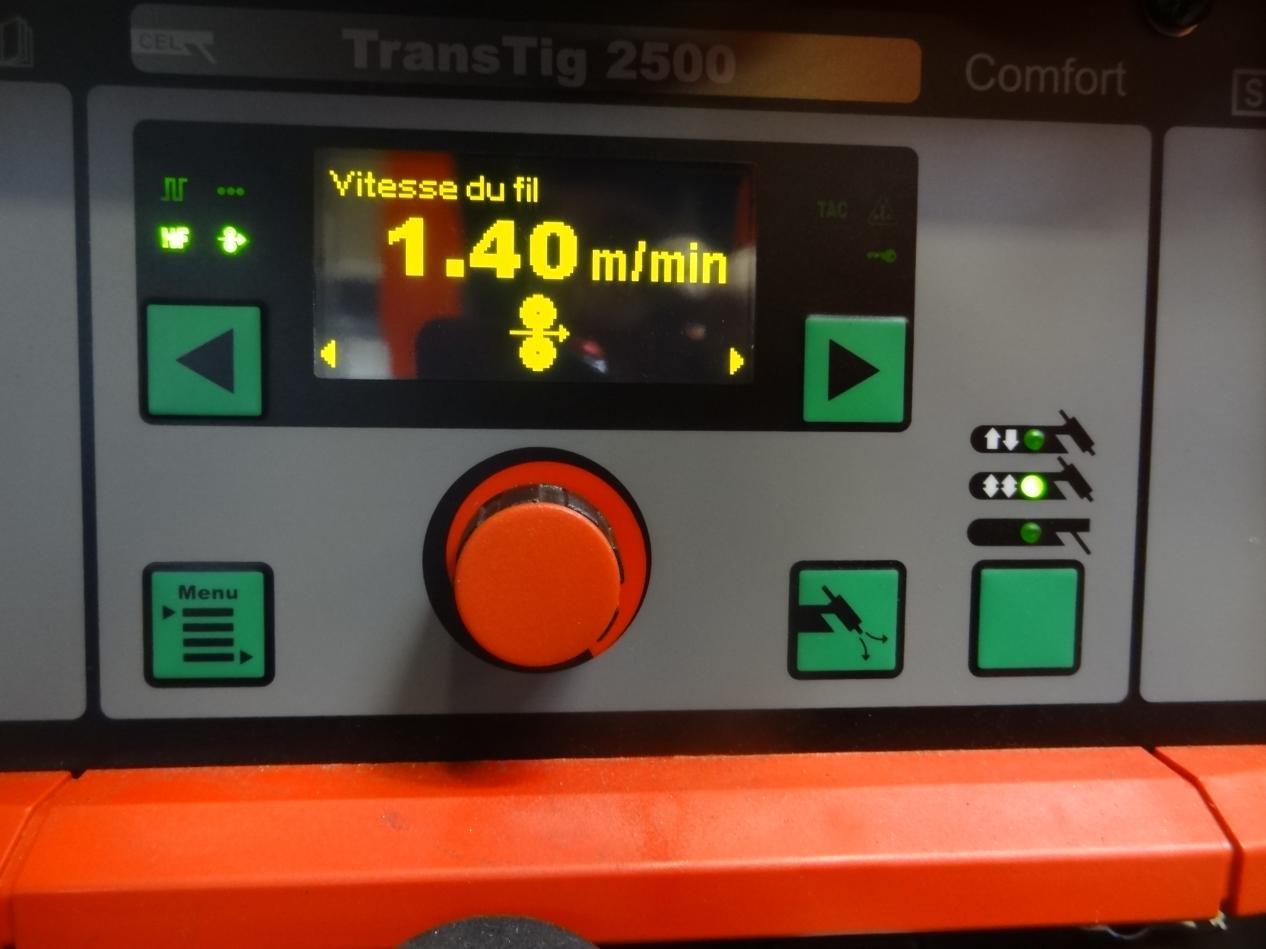 CEL
TransTig 2500
Comfort
S
Vitesse du fil
1.40 m/min
HF
TAC
Menu